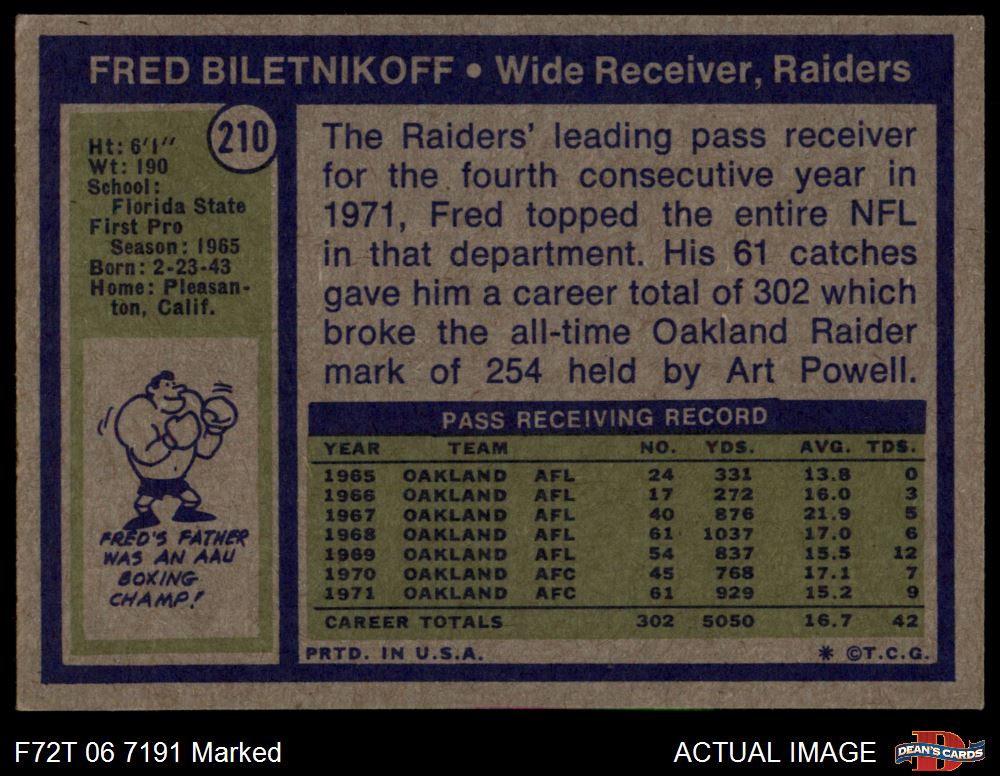 FRED BILETNIKOFF • Wide Receiver, Raiders
210
Ht: 6'1"
Wt: 190
School:
Florida State
First Pro
Season: 1965
Born: 2-23-43
Home: Pleasan-
ton, Calif.
The Raiders' leading pass receiver
for the fourth consecutive year in
1971, Fred topped the entire NFL
in that department. His 61 catches
gave him a career total of 302 which
broke the all-time Oakland Raider
mark of 254 held by Art Powell.
FRED'S FATHER
WAS AN AAU
BOXING
CHAMP!
PASS RECEIVING RECORD
YEAR TEAM NO. YDS. AVG. TDS.
1965 OAKLAND AFL 24 331 13.8 0
1966 OAKLAND AFL 17 272 16.0 3
1967 OAKLAND AFL 40 876 21.9 5
1968 OAKLAND AFL 61 1037 17.0 6
1969 OAKLAND AFL 54 837 15.5 12
1970 OAKLAND AFC 45 768 17.1 7
1971 OAKLAND AFC 61 929 15.2 9
CAREER TOTALS 302 5050 16.7 42
PRTD. IN U.S.A. * ©T.C.G.
F72T 06 7191 Marked
ACTUAL IMAGE
D
DEAN'S CARDS